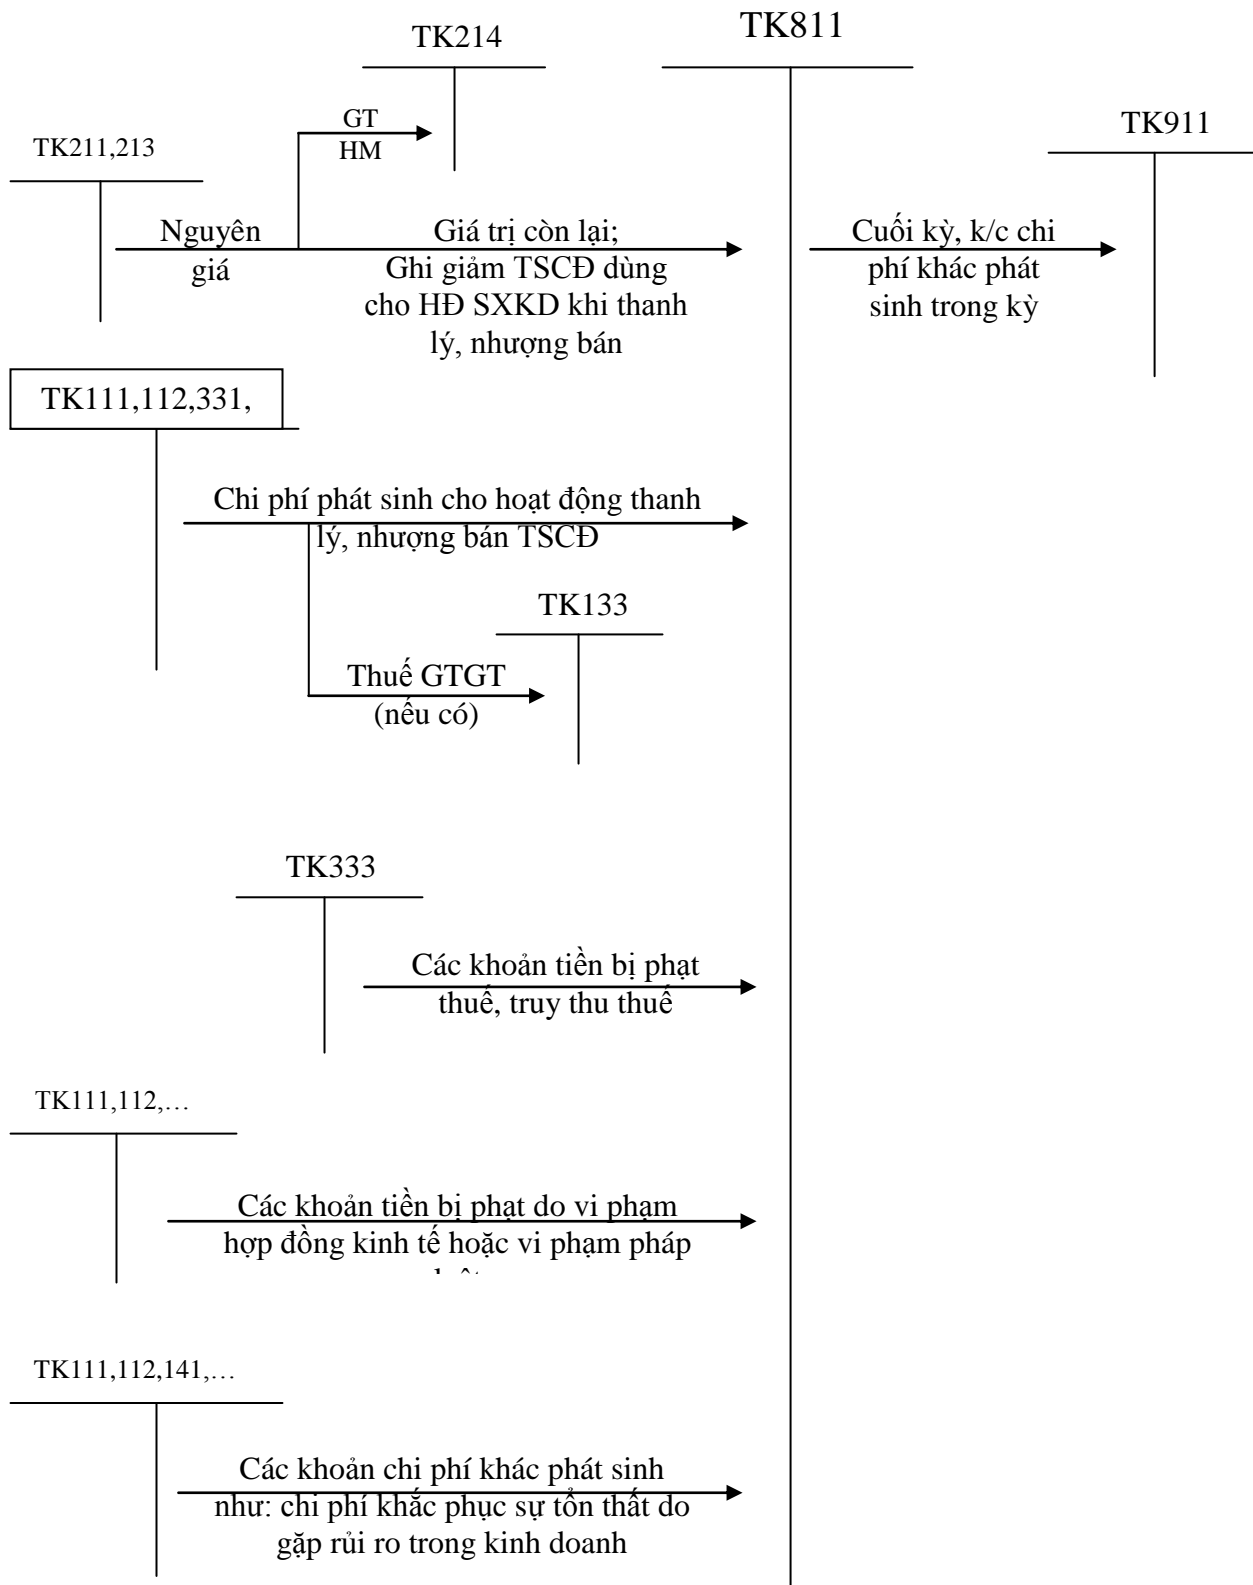 TK811
TK214
TK911
GT
HM
TK211,213
Nguyên
giá
Giá trị còn lại;
Ghi giảm TSCĐ dùng
cho HĐ SXKD khi thanh
lý, nhượng bán
Cuối kỳ, k/c chi
phí khác phát
sinh trong kỳ
TK111,112,331,
Chi phí phát sinh cho hoạt động thanh
lý, nhượng bán TSCĐ
TK133
Thuế GTGT
(nếu có)
TK333
Các khoản tiền bị phạt
thuế, truy thu thuế
TK111,112,…
Các khoản tiền bị phạt do vi phạm
hợp đồng kinh tế hoặc vi phạm pháp
TK111,112,141,…
Các khoản chi phí khác phát sinh
như: chi phí khắc phục sự tổn thất do
gặp rủi ro trong kinh doanh